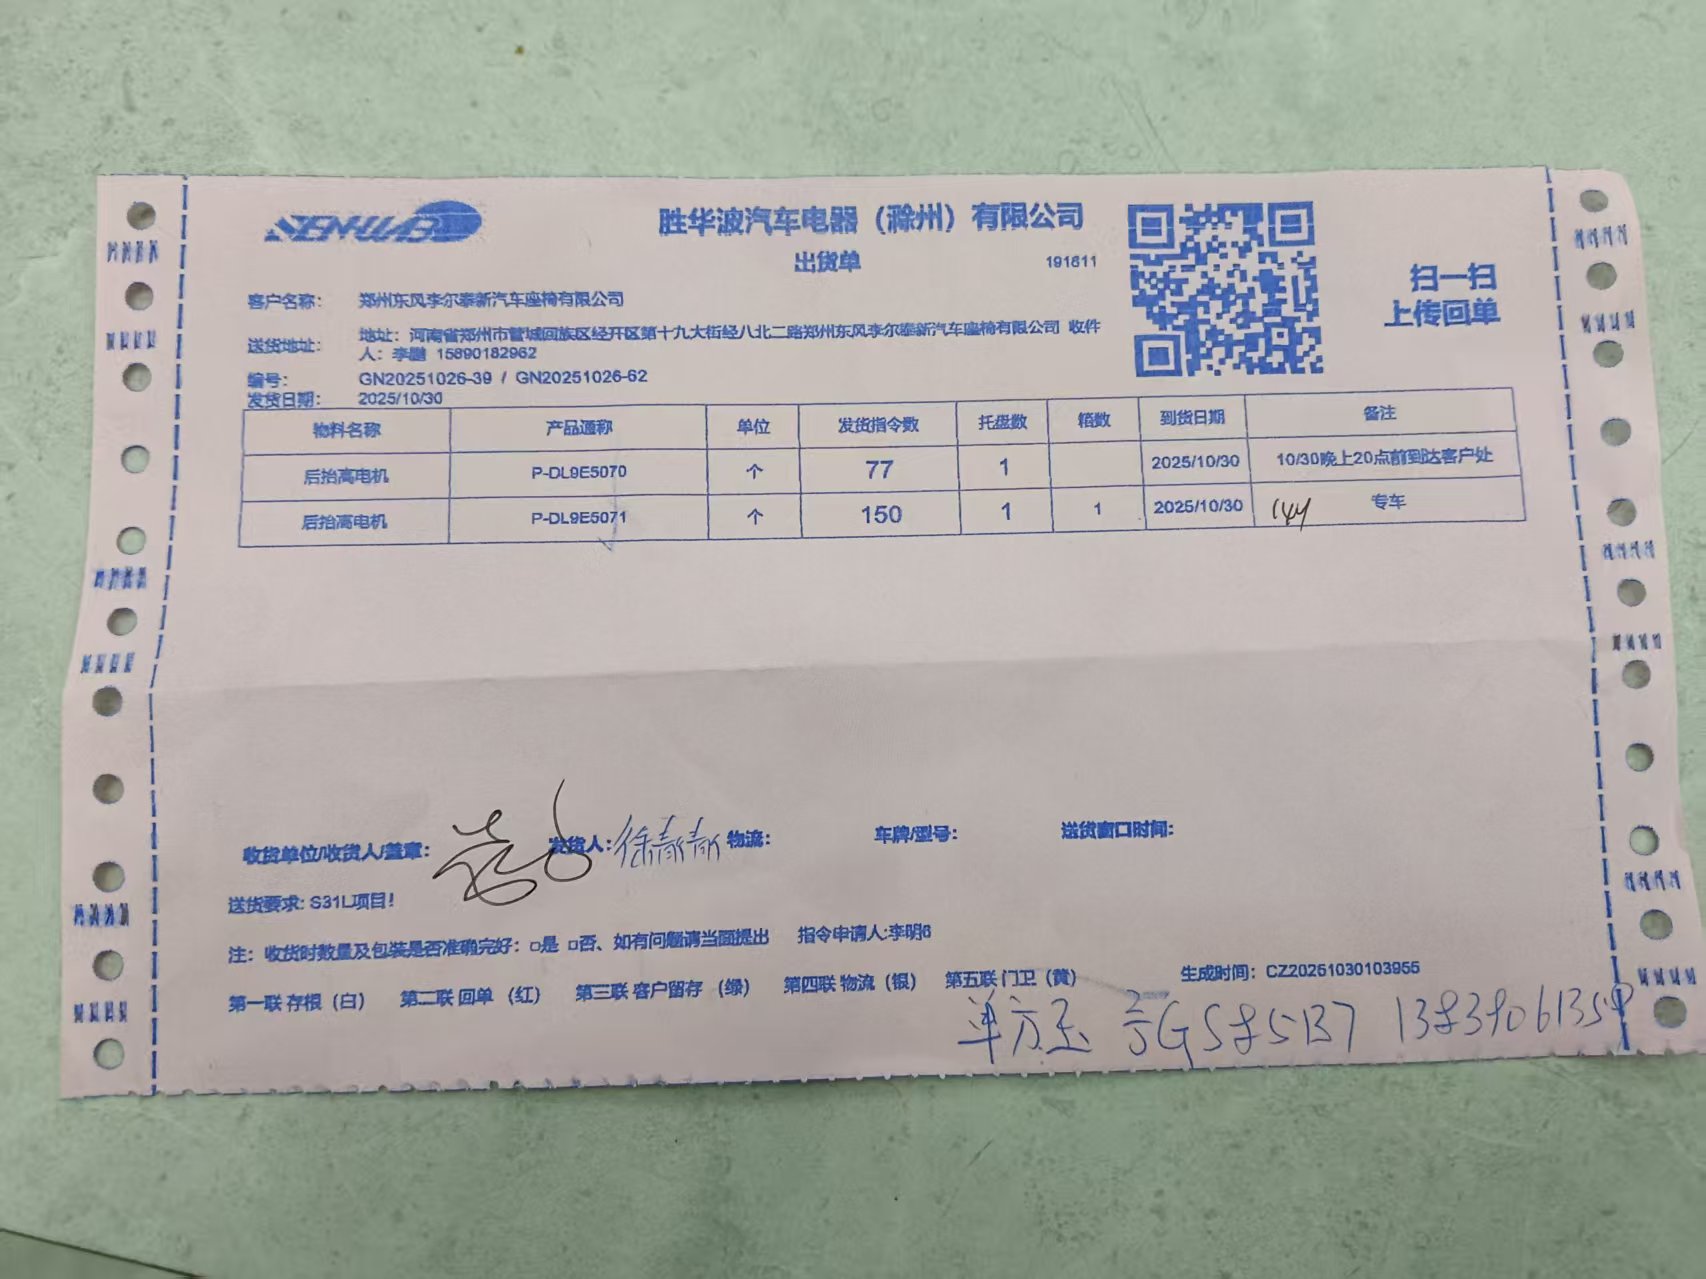 SENHWABO
胜华波汽车电器（滁州）有限公司
出货单
191611
扫一扫
上传回单
客户名称： 郑州东风李尔泰新汽车座椅有限公司
送货地址： 地址：河南省郑州市管城回族区经开区第十九大街经八北二路郑州东风李尔泰新汽车座椅有限公司 收件
人：李 15890182962
编号： GN20251026-39 / GN20251026-62
发货日期： 2025/10/30
物料名称 产品通称 单位 发货指令数 托盘数 箱数 到货日期 备注
后抬高电机 P-DL9E5070 个 77 1 2025/10/30 10/30晚上20点前到达客户处
后抬高电机 P-DL9E5071 个 150 1 1 2025/10/30 144 专车
收货单位/收货人/盖章： 发货人：徐 物流： 车牌/型号： 送货窗口时间：
送货要求: S31L项目！
注：收货时数量及包装是否准确完好：□是 □否、如有问题请当面提出 指令申请人:李明
第一联 存根（白） 第二联 回单 （红） 第三联 客户留存 （绿） 第四联 物流（银） 第五联 门卫（黄） 生成时间：CZ20251030103955
单方玉